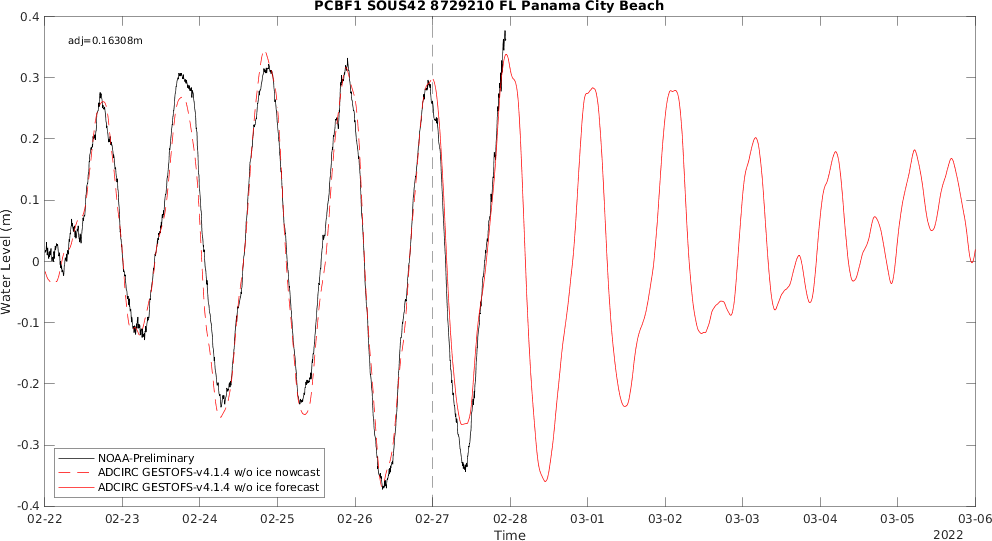 PCBF1 SOUS42 8729210 FL Panama City Beach
adj=0.16308m
0.4
0.3
0.2
0.1
0
-0.1
-0.2
-0.3
-0.4
Water Level (m)
NOAA-Preliminary
ADCIRC GESTOFS-v4.1.4 w/o ice nowcast
ADCIRC GESTOFS-v4.1.4 w/o ice forecast
02-22 02-23 02-24 02-25 02-26 02-27 02-28 03-01 03-02 03-03 03-04 03-05 03-06
Time
2022